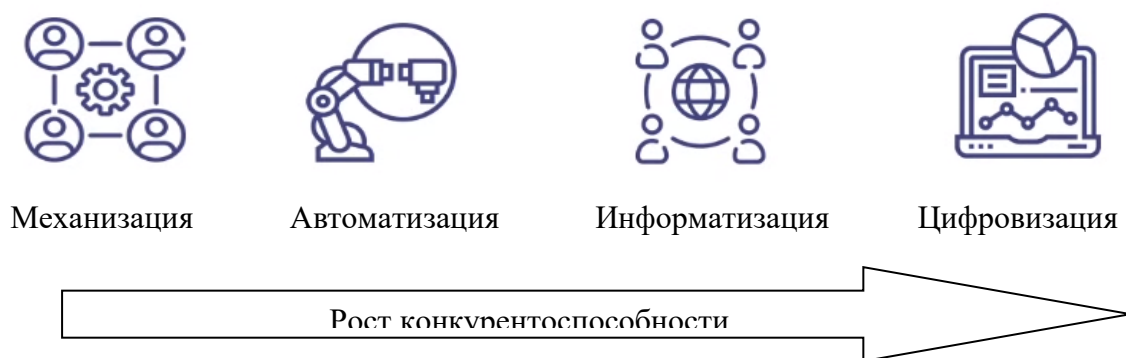 Механизация Автоматизация Информатизация Цифровизация
Рост конкурентоспособности